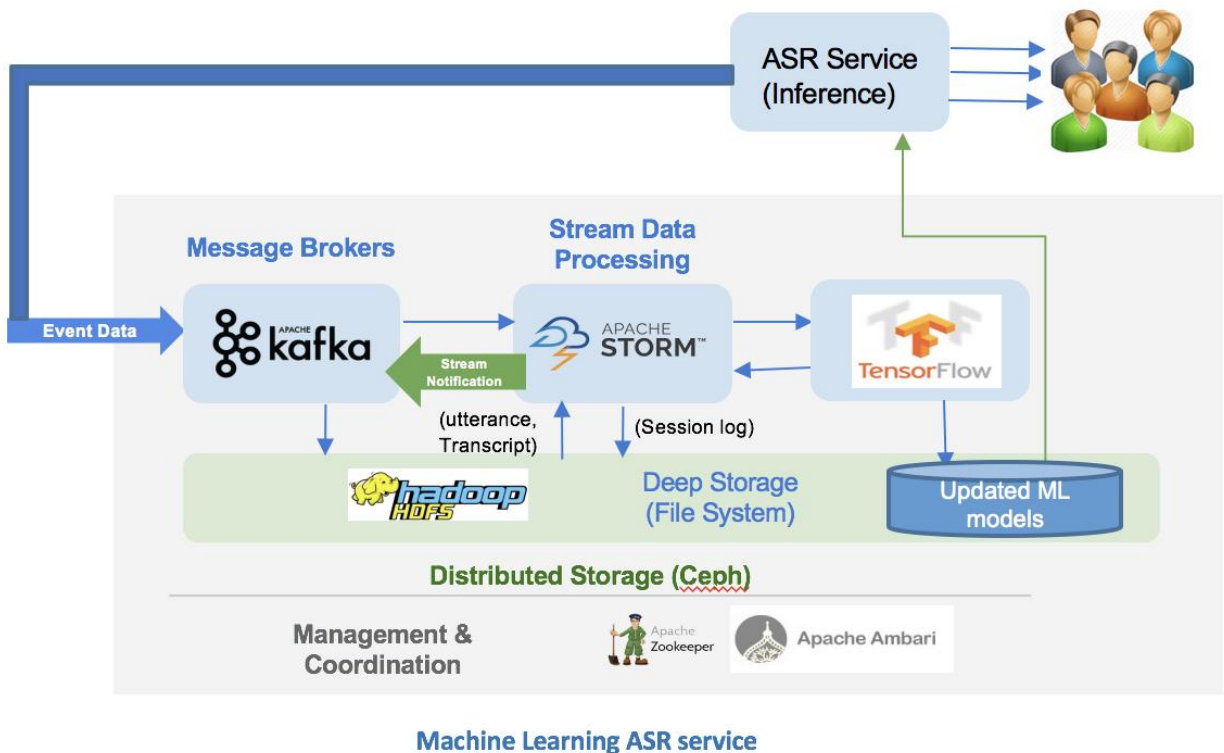 ASR Service
(Inference)
Message Brokers
Stream Data
Processing
Event Data
APACHE
kafka
APACHE
STORM™
TF
TensorFlow
Stream
Notification
(utterance,
Transcript)
(Session log)
hadoop
HDFS
Deep Storage
(File System)
Updated ML
models
Distributed Storage (Ceph)
Management &
Coordination
Apache
Zookeeper
Apache Ambari
Machine Learning ASR service